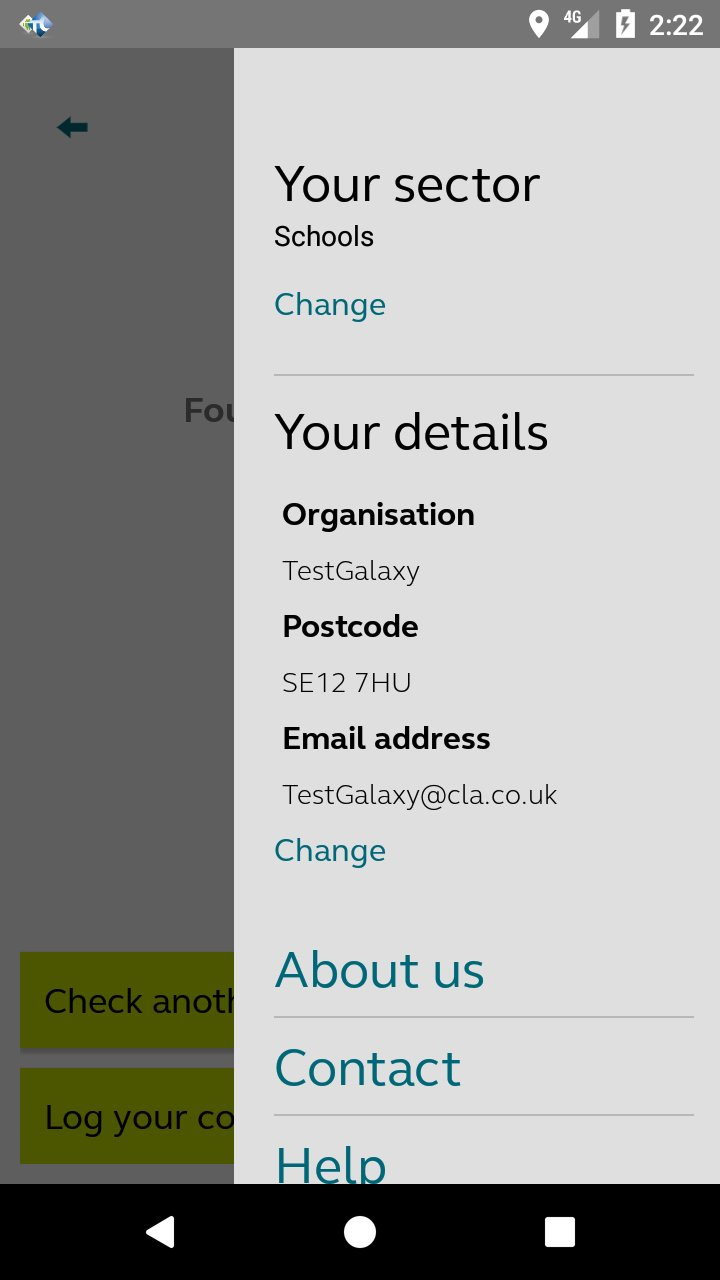 4G 2:22
Your sector
Schools
Change
Fou
Your details
Organisation
TestGalaxy
Postcode
SE12 7HU
Email address
TestGalaxy@cla.co.uk
Change
About us
Check anoth
Contact
Log your co
Help